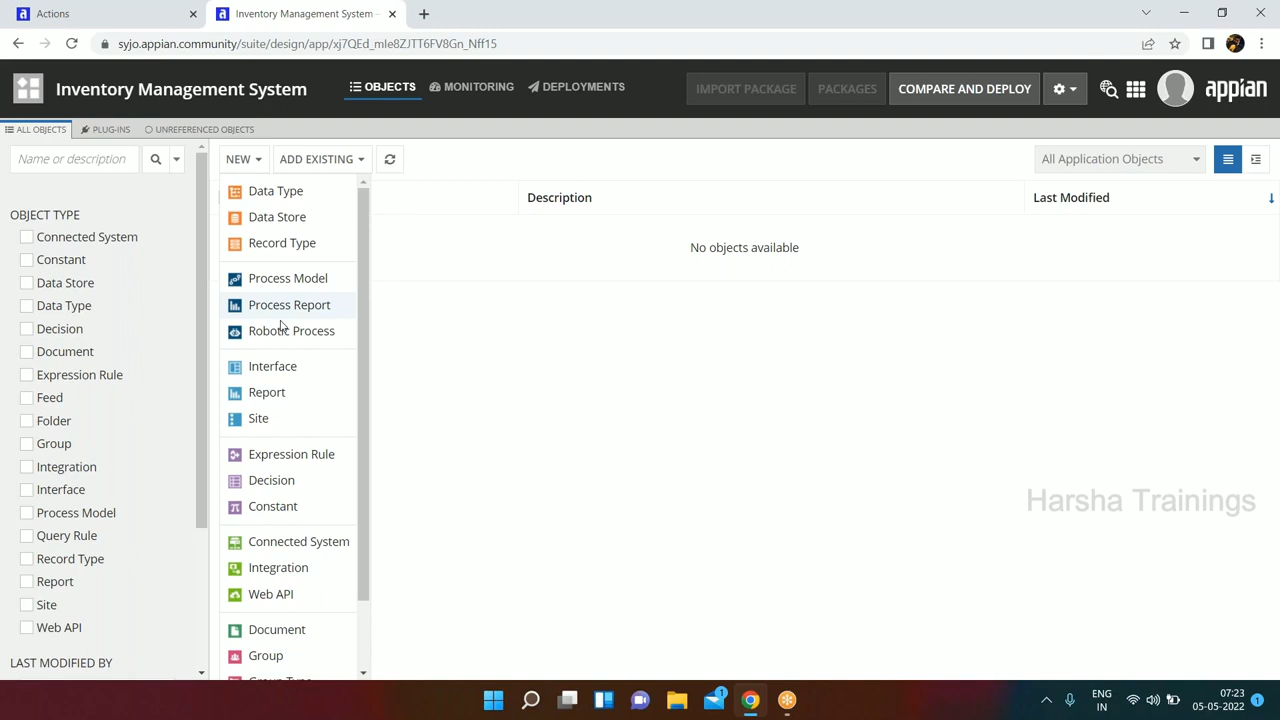 Actions
Inventory Management System -
syjo.appian.community/suite/design/app/xj7QEd_mIe8ZJTT6FV8Gn_Nff15
Inventory Management System
OBJECTS
MONITORING
DEPLOYMENTS
IMPORT PACKAGE
PACKAGES
COMPARE AND DEPLOY
appian
ALL OBJECTS
PLUG-INS
UNREFERENCED OBJECTS
Name or description
NEW
ADD EXISTING
All Application Objects
Description
Last Modified
No objects available
OBJECT TYPE
Connected System
Constant
Data Store
Data Type
Decision
Document
Expression Rule
Feed
Folder
Group
Integration
Interface
Process Model
Query Rule
Record Type
Report
Site
Web API
LAST MODIFIED BY
Data Type
Data Store
Record Type
Process Model
Process Report
Robotic Process
Interface
Report
Site
Expression Rule
Decision
Constant
Connected System
Integration
Web API
Document
Group
Group Type
Harsha Trainings
1
ENG
IN
07:23
05-05-2022
1